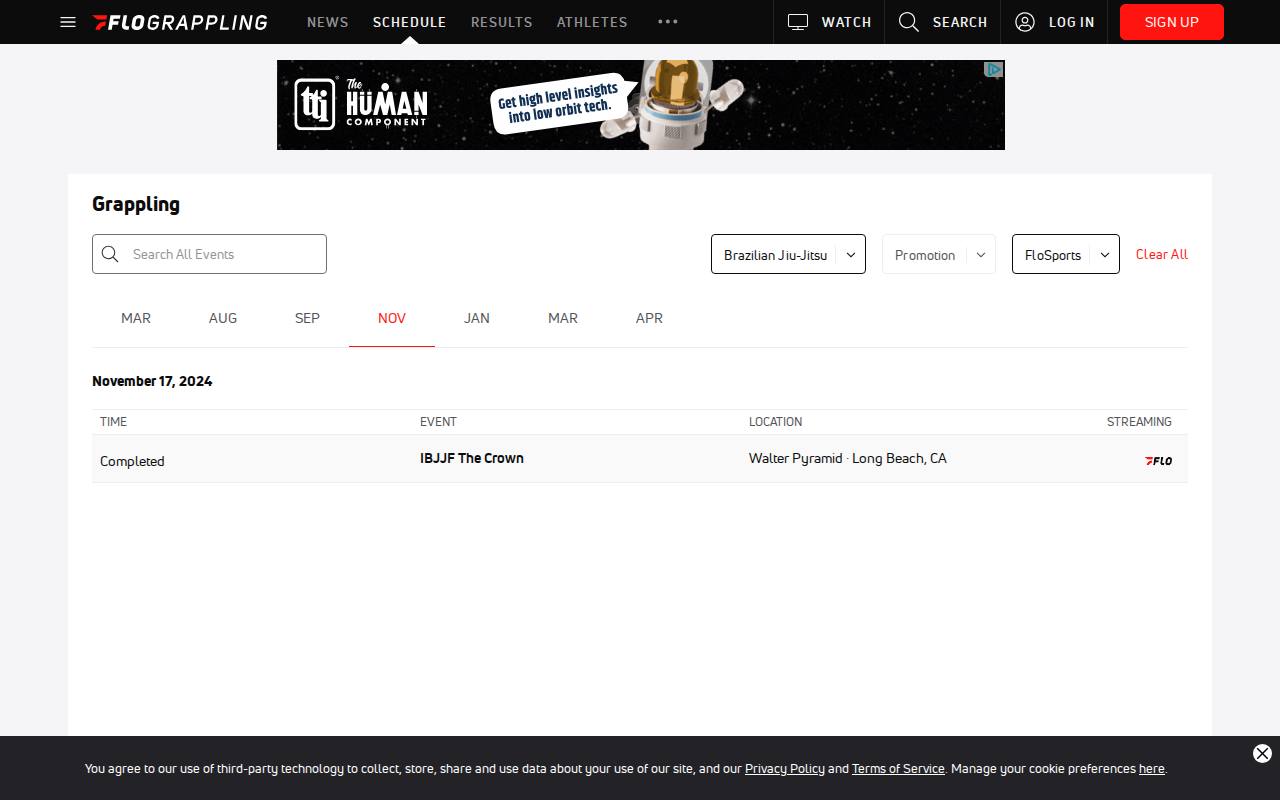 FLOGRAPPLING NEWS SCHEDULE RESULTS ATHLETES ••• WATCH SEARCH LOG IN SIGN UP
tti The HUMAN COMPONENT Get high level insights
into low orbit tech.
Grappling
Search All Events Brazilian Jiu-Jitsu Promotion FloSports Clear All
MAR AUG SEP NOV JAN MAR APR
November 17, 2024
TIME EVENT LOCATION STREAMING
Completed IBJJF The Crown Walter Pyramid · Long Beach, CA FLO
You agree to our use of third-party technology to collect, store, share and use data about your use of our site, and our Privacy Policy and Terms of Service. Manage your cookie preferences here.